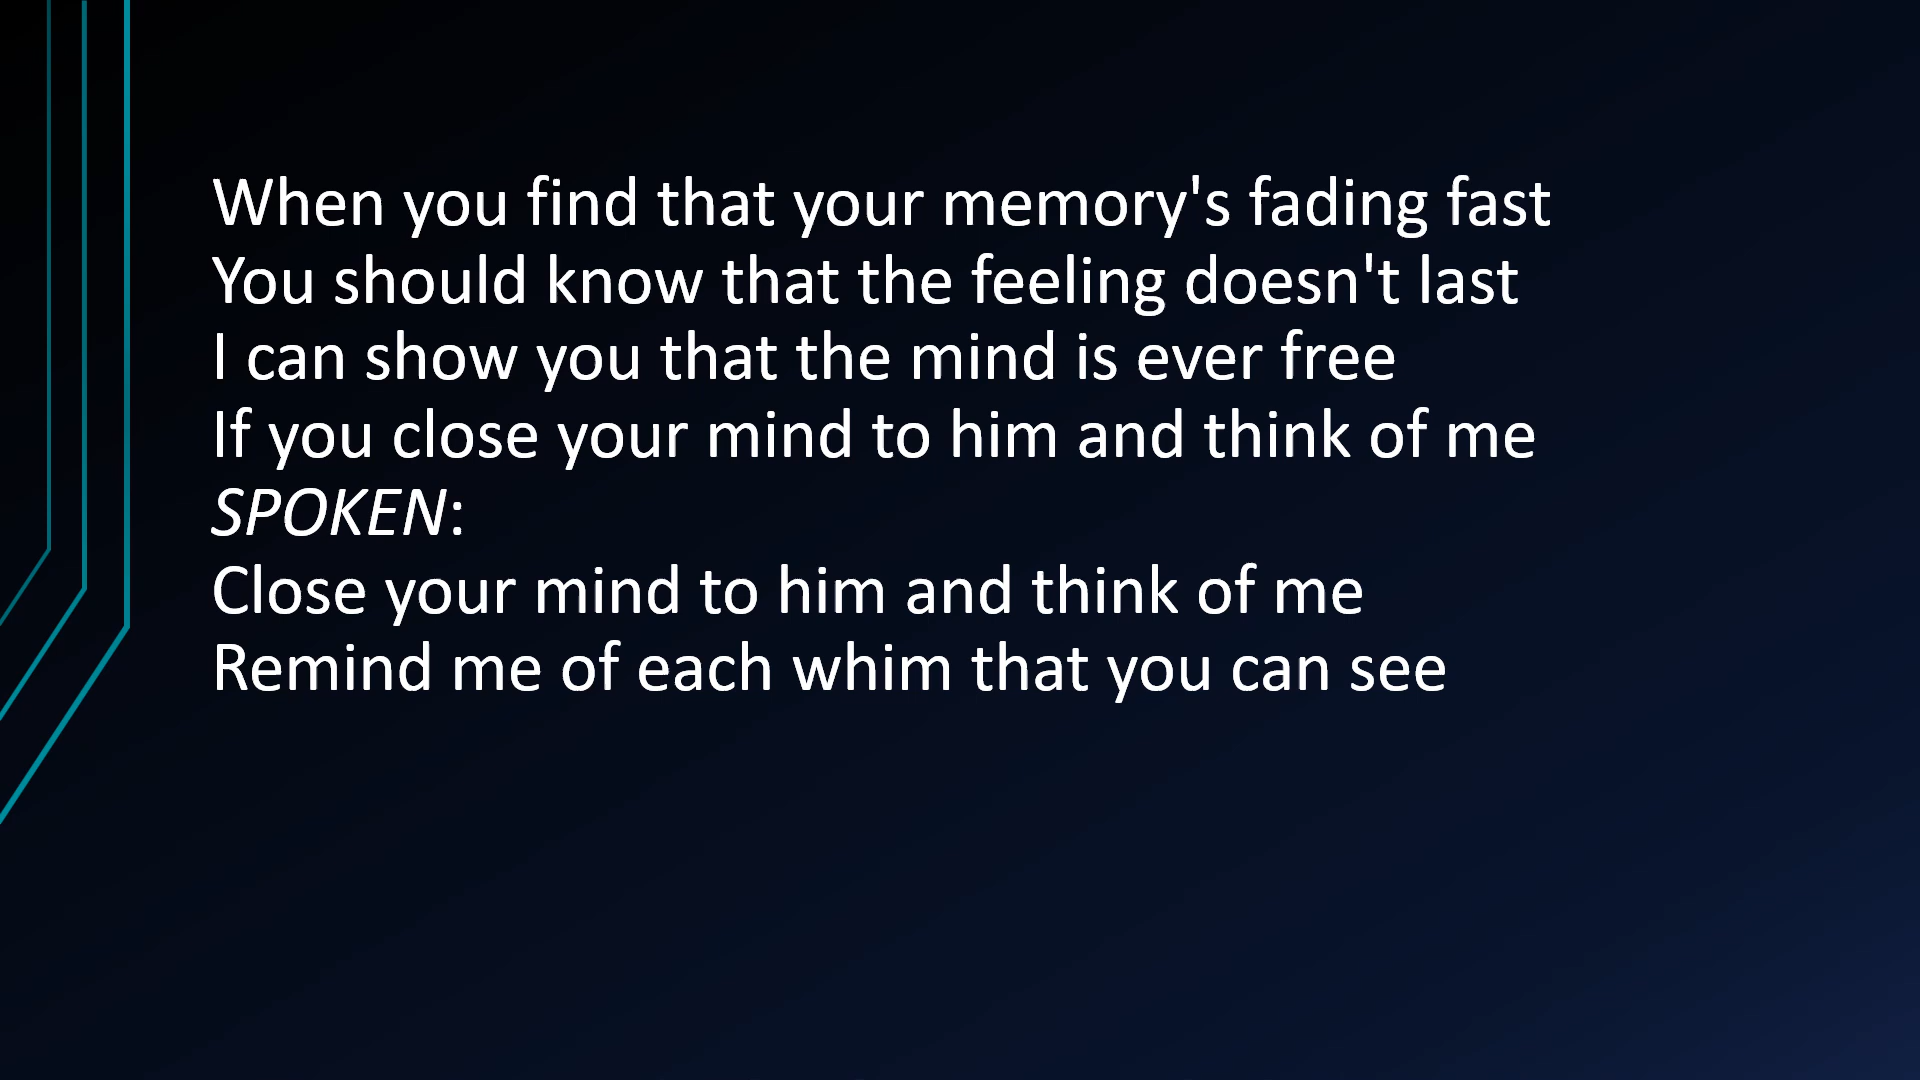 When you find that your memory's fading fast
You should know that the feeling doesn't last
I can show you that the mind is ever free
If you close your mind to him and think of me
SPOKEN:
Close your mind to him and think of me
Remind me of each whim that you can see